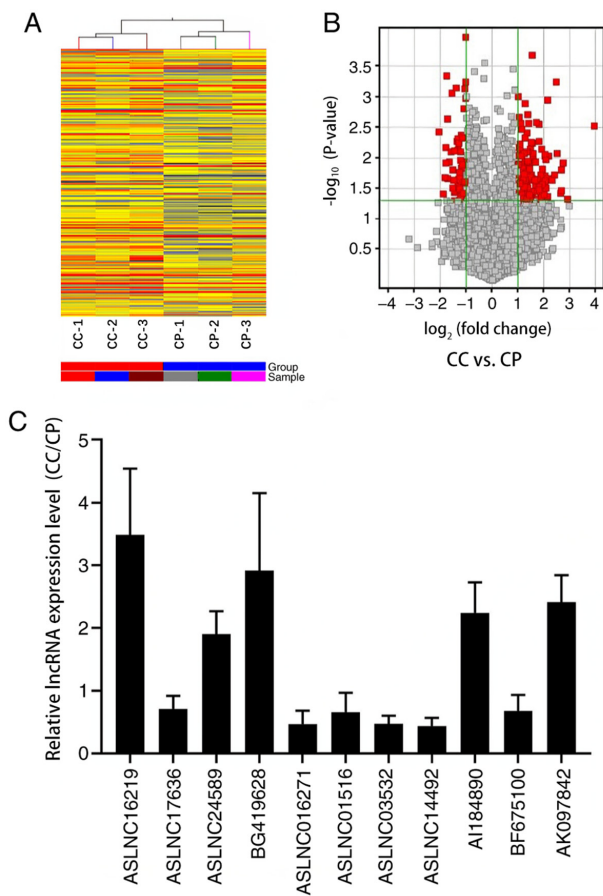 A
CC-1
CC-2
CC-3
CP-1
CP-2
CP-3
Group
Sample
B
-log10 (P-value)
3.5
3
2.5
2
1.5
1
0.5
−4 −3 −2 −1 0 1 2 3 4
log2 (fold change)
CC vs. CP
C
Relative lncRNA expression level (CC/CP)
5
4
3
2
1
0
ASLNC16219
ASLNC17636
ASLNC24589
BG419628
ASLNC016271
ASLNC01516
ASLNC03532
ASLNC14492
AI184890
BF675100
AK097842